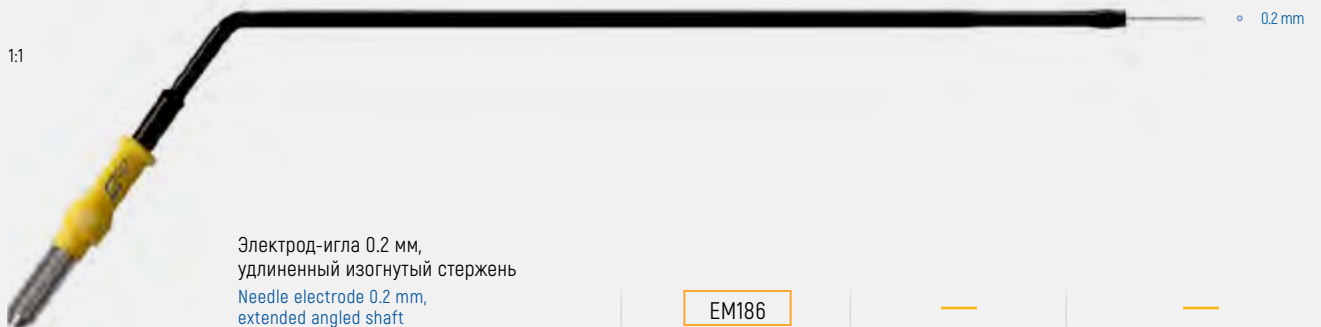 0.2 mm
1:1
Электрод-игла 0.2 мм,
удлиненный изогнутый стержень
Needle electrode 0.2 mm,
extended angled shaft
EM186